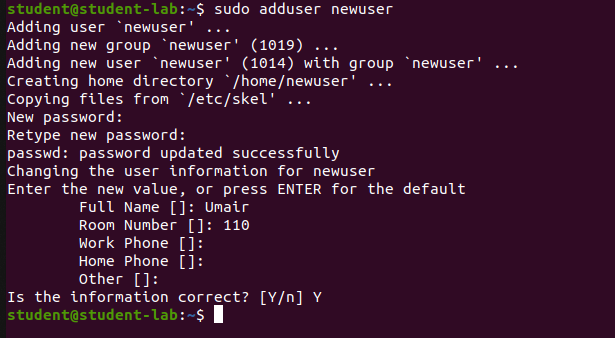 student@student-lab:~$ sudo adduser newuser
Adding user `newuser' ...
Adding new group `newuser' (1019) ...
Adding new user `newuser' (1014) with group `newuser' ...
Creating home directory `/home/newuser' ...
Copying files from `/etc/skel' ...
New password:
Retype new password:
passwd: password updated successfully
Changing the user information for newuser
Enter the new value, or press ENTER for the default
        Full Name []: Umair
        Room Number []: 110
        Work Phone []:
        Home Phone []:
        Other []:
Is the information correct? [Y/n] Y
student@student-lab:~$